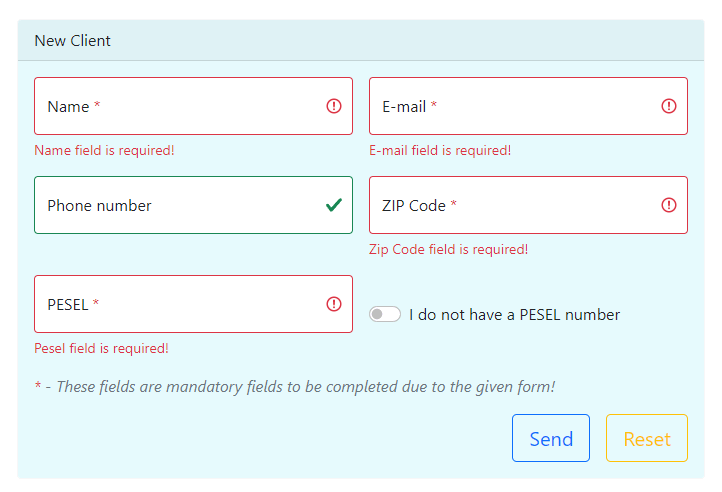 New Client
Name *
E-mail *
Name field is required!
E-mail field is required!
Phone number
ZIP Code *
Zip Code field is required!
PESEL *
I do not have a PESEL number
Pesel field is required!
* - These fields are mandatory fields to be completed due to the given form!
Send
Reset